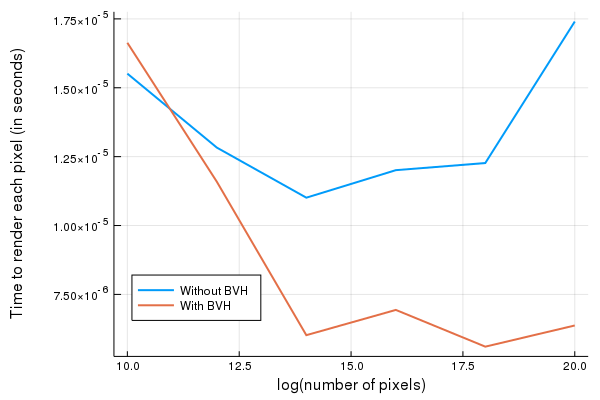 Time to render each pixel (in seconds)
1.75×10⁻⁵
1.50×10⁻⁵
1.25×10⁻⁵
1.00×10⁻⁵
7.50×10⁻⁶
Without BVH
With BVH
10.0 12.5 15.0 17.5 20.0
log(number of pixels)